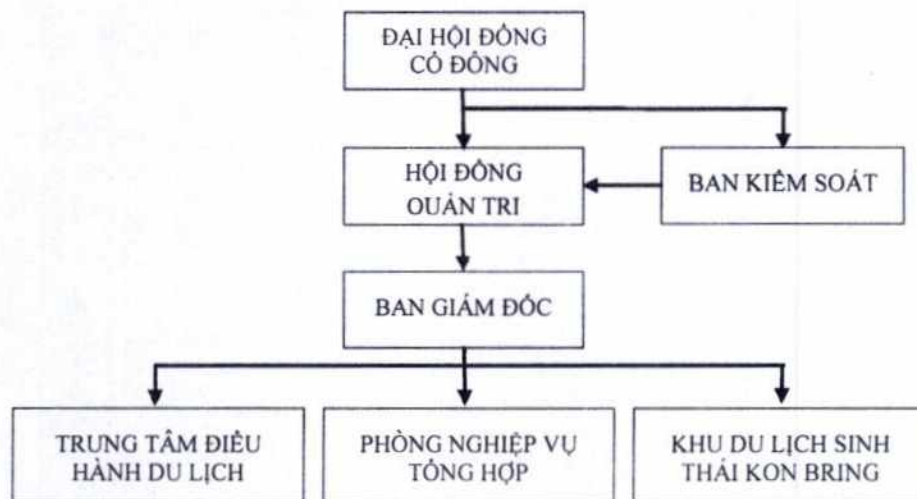 ĐẠI HỘI ĐỒNG
CỔ ĐÔNG
HỘI ĐỒNG
QUẢN TRỊ
BAN KIỂM SOÁT
BAN GIÁM ĐỐC
TRUNG TÂM ĐIỀU
HÀNH DU LỊCH
PHÒNG NGHIỆP VỤ
TỔNG HỢP
KHU DU LỊCH SINH
THÁI KON BRING